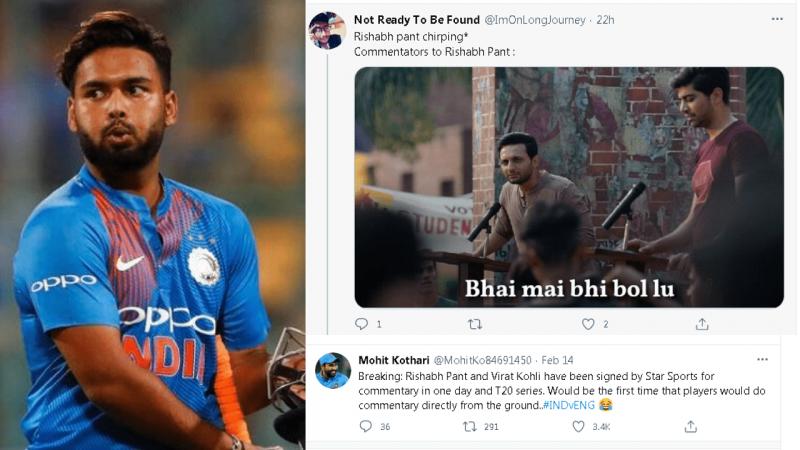 Not Ready To Be Found @ImOnLongJourney · 22h
Rishabh pant chirping*
Commentators to Rishabh Pant :
VO
STUDEN
Bhai mai bhi bol lu
1 2
Mohit Kothari @MohitKo84691450 · Feb 14
Breaking: Rishabh Pant and Virat Kohli have been signed by Star Sports for
commentary in one day and T20 series. Would be the first time that players would do
commentary directly from the ground..#INDvENG 😂
36 291 3.4K
oppo
oppo
INDI